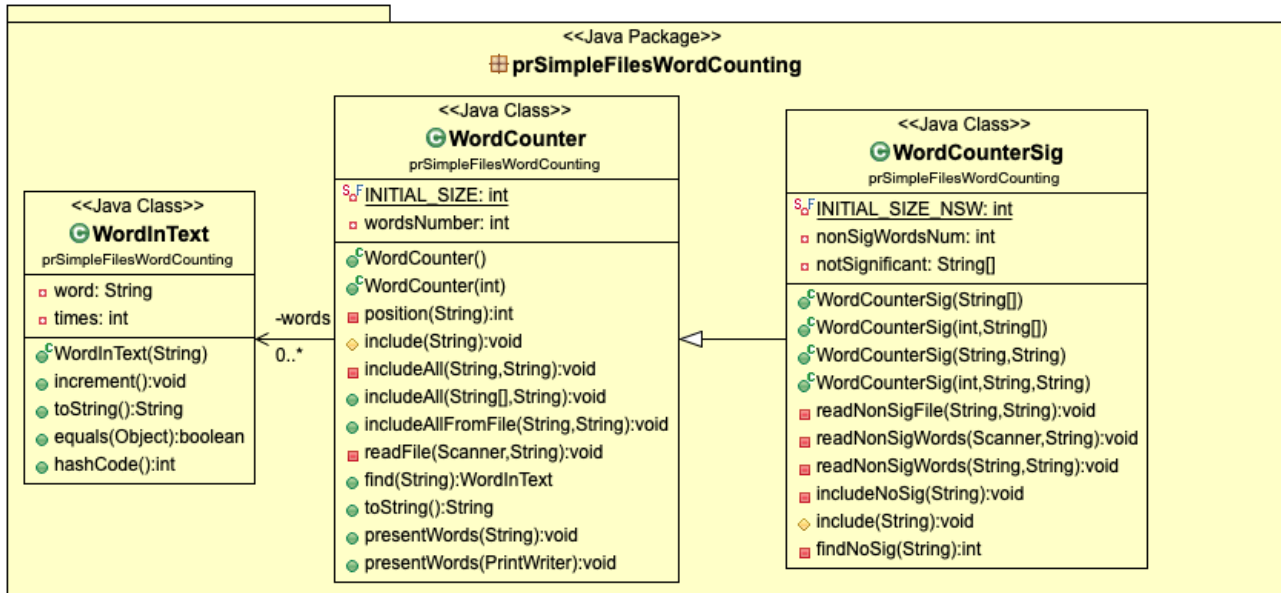 <<Java Package>>
prSimpleFilesWordCounting
<<Java Class>>
WordInText
prSimpleFilesWordCounting
word: String
times: int
WordInText(String)
increment():void
toString():String
equals(Object):boolean
hashCode():int
-words
0..*
<<Java Class>>
WordCounter
prSimpleFilesWordCounting
INITIAL_SIZE: int
wordsNumber: int
WordCounter()
WordCounter(int)
position(String):int
include(String):void
includeAll(String,String):void
includeAll(String[],String):void
includeAllFromFile(String,String):void
readFile(Scanner,String):void
find(String):WordInText
toString():String
presentWords(String):void
presentWords(PrintWriter):void
<<Java Class>>
WordCounterSig
prSimpleFilesWordCounting
INITIAL_SIZE_NSW: int
nonSigWordsNum: int
notSignificant: String[]
WordCounterSig(String[])
WordCounterSig(int,String[])
WordCounterSig(String,String)
WordCounterSig(int,String,String)
readNonSigFile(String,String):void
readNonSigWords(Scanner,String):void
readNonSigWords(String,String):void
includeNoSig(String):void
include(String):void
findNoSig(String):int